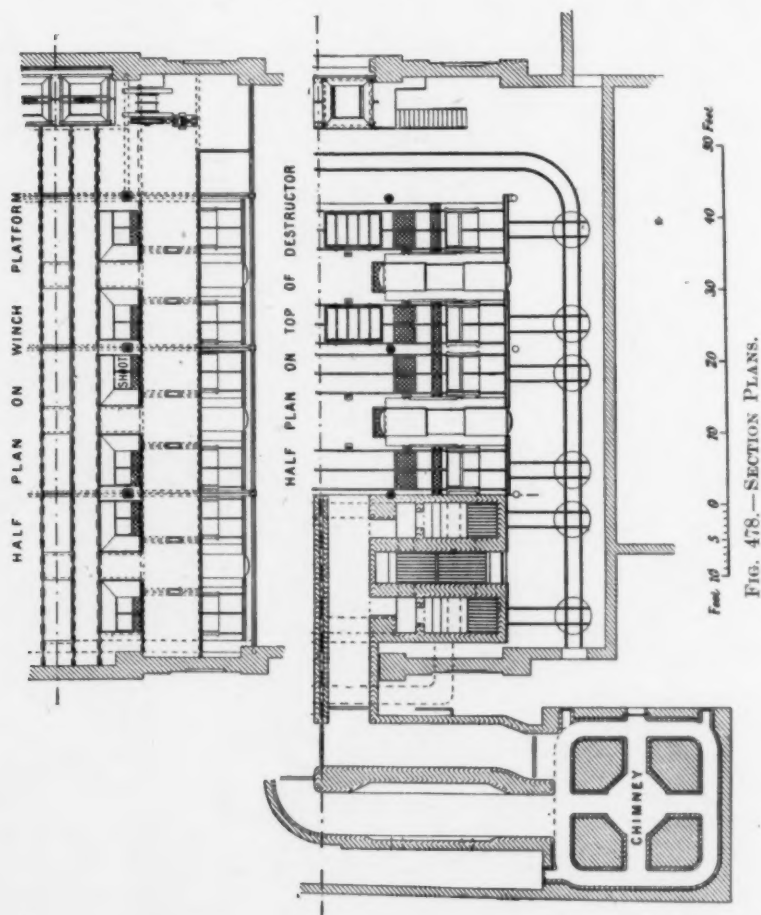 HALF PLAN ON WINCH PLATFORM
SHOOT
HALF PLAN ON TOP OF DESTRUCTOR
CHIMNEY
Feet 10 5 0 10 20 30 40 50 Feet
FIG. 478.—SECTION PLANS.